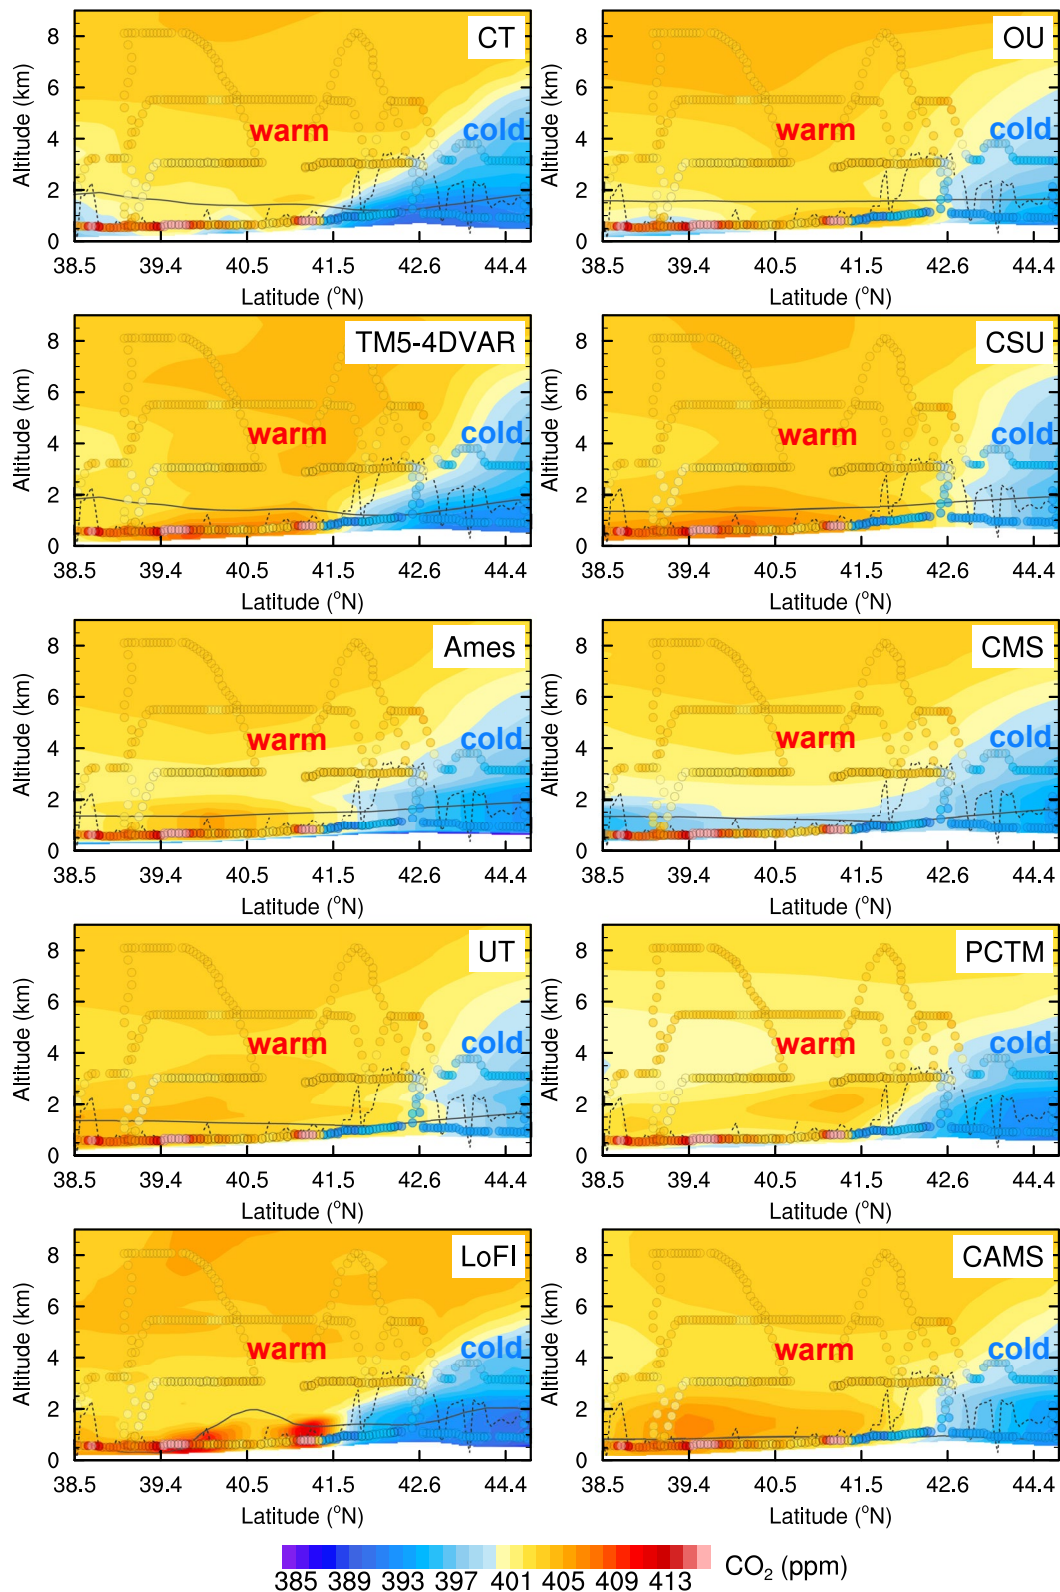 CT
OU
8
6
4
2
0
Altitude (km)
warm
cold
38.5 39.4 40.5 41.5 42.6 44.4
Latitude (°N)
8
6
4
2
0
Altitude (km)
warm
cold
38.5 39.4 40.5 41.5 42.6 44.4
Latitude (°N)
TM5-4DVAR
CSU
8
6
4
2
0
Altitude (km)
warm
cold
38.5 39.4 40.5 41.5 42.6 44.4
Latitude (°N)
8
6
4
2
0
Altitude (km)
warm
cold
38.5 39.4 40.5 41.5 42.6 44.4
Latitude (°N)
Ames
CMS
8
6
4
2
0
Altitude (km)
warm
cold
38.5 39.4 40.5 41.5 42.6 44.4
Latitude (°N)
8
6
4
2
0
Altitude (km)
warm
cold
38.5 39.4 40.5 41.5 42.6 44.4
Latitude (°N)
UT
PCTM
8
6
4
2
0
Altitude (km)
warm
cold
38.5 39.4 40.5 41.5 42.6 44.4
Latitude (°N)
8
6
4
2
0
Altitude (km)
warm
cold
38.5 39.4 40.5 41.5 42.6 44.4
Latitude (°N)
LoFI
CAMS
8
6
4
2
0
Altitude (km)
warm
cold
38.5 39.4 40.5 41.5 42.6 44.4
Latitude (°N)
8
6
4
2
0
Altitude (km)
warm
cold
38.5 39.4 40.5 41.5 42.6 44.4
Latitude (°N)
385 389 393 397 401 405 409 413
CO₂ (ppm)